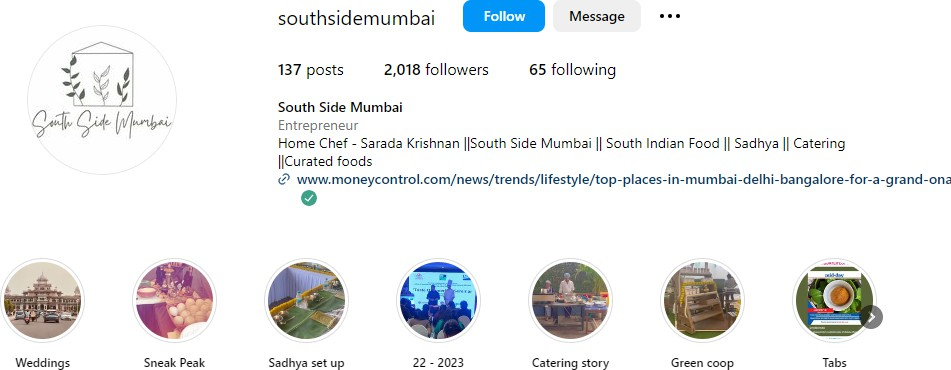 southsidemumbai
Follow
Message
137 posts
2,018 followers
65 following
South Side Mumbai
South Side Mumbai
Entrepreneur
Home Chef - Sarada Krishnan ||South Side Mumbai || South Indian Food || Sadhya || Catering
||Curated foods
www.moneycontrol.com/news/trends/lifestyle/top-places-in-mumbai-delhi-bangalore-for-a-grand-ona
mid-day
Weddings
Sneak Peak
Sadhya set up
22 - 2023
Catering story
Green coop
Tabs